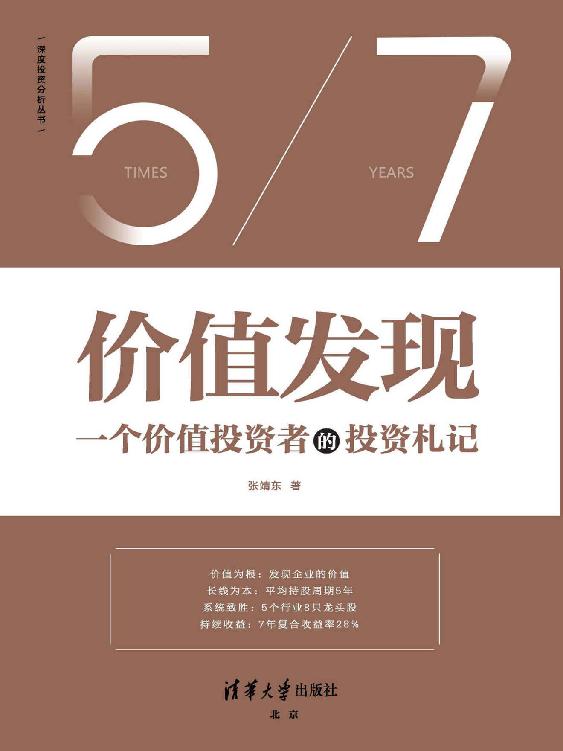 深度投资分析丛书
5/7
TIMES
YEARS
价值发现
一个价值投资者的投资札记
张靖东 著
价值为根：发现企业的价值
长线为本：平均持股周期5年
系统致胜：5个行业8只龙头股
持续收益：7年复合收益率28%
清华大学出版社
北京